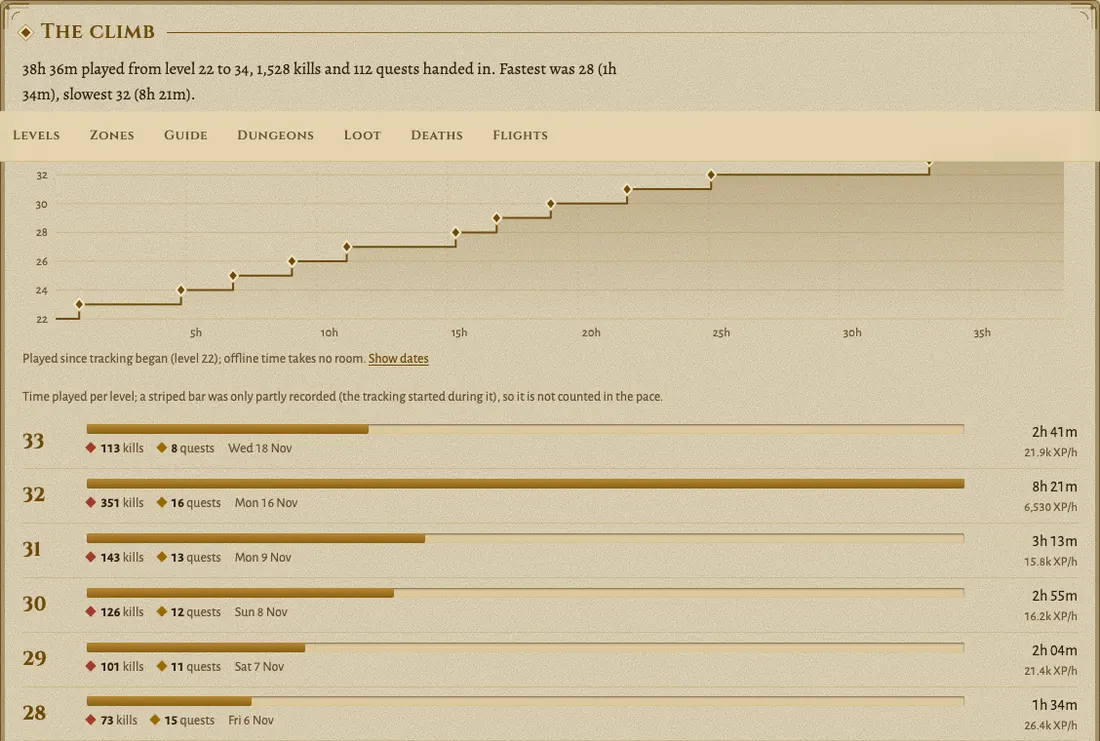 The climb
38h 36m played from level 22 to 34, 1,528 kills and 112 quests handed in. Fastest was 28 (1h
34m), slowest 32 (8h 21m).
Levels Zones Guide Dungeons Loot Deaths Flights
32
30
28
26
24
22
5h 10h 15h 20h 25h 30h 35h
Played since tracking began (level 22); offline time takes no room. Show dates
Time played per level; a striped bar was only partly recorded (the tracking started during it), so it is not counted in the pace.
33 2h 41m
113 kills 8 quests Wed 18 Nov 21.9k XP/h
32 8h 21m
351 kills 16 quests Mon 16 Nov 6,530 XP/h
31 3h 13m
143 kills 13 quests Mon 9 Nov 15.8k XP/h
30 2h 55m
126 kills 12 quests Sun 8 Nov 16.2k XP/h
29 2h 04m
101 kills 11 quests Sat 7 Nov 21.4k XP/h
28 1h 34m
73 kills 15 quests Fri 6 Nov 26.4k XP/h